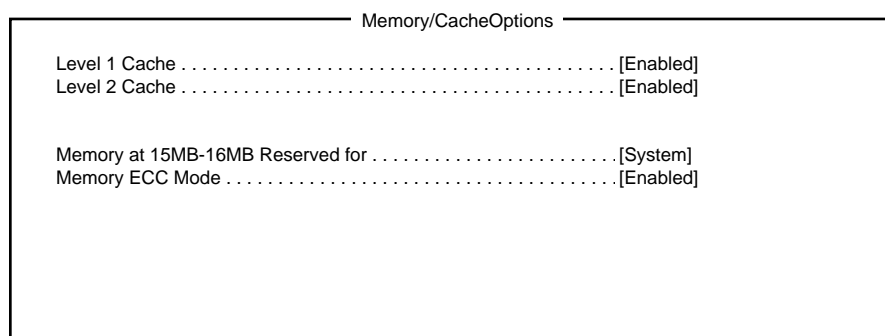 Memory/CacheOptions
Level 1 Cache . . . . . . . . . . . . . . . . . . . . . . . . . . . . . . . . . . . . . . . . . . [Enabled]
Level 2 Cache . . . . . . . . . . . . . . . . . . . . . . . . . . . . . . . . . . . . . . . . . . [Enabled]
Memory at 15MB-16MB Reserved for . . . . . . . . . . . . . . . . . . . . . . . . [System]
Memory ECC Mode . . . . . . . . . . . . . . . . . . . . . . . . . . . . . . . . . . . . . . [Enabled]